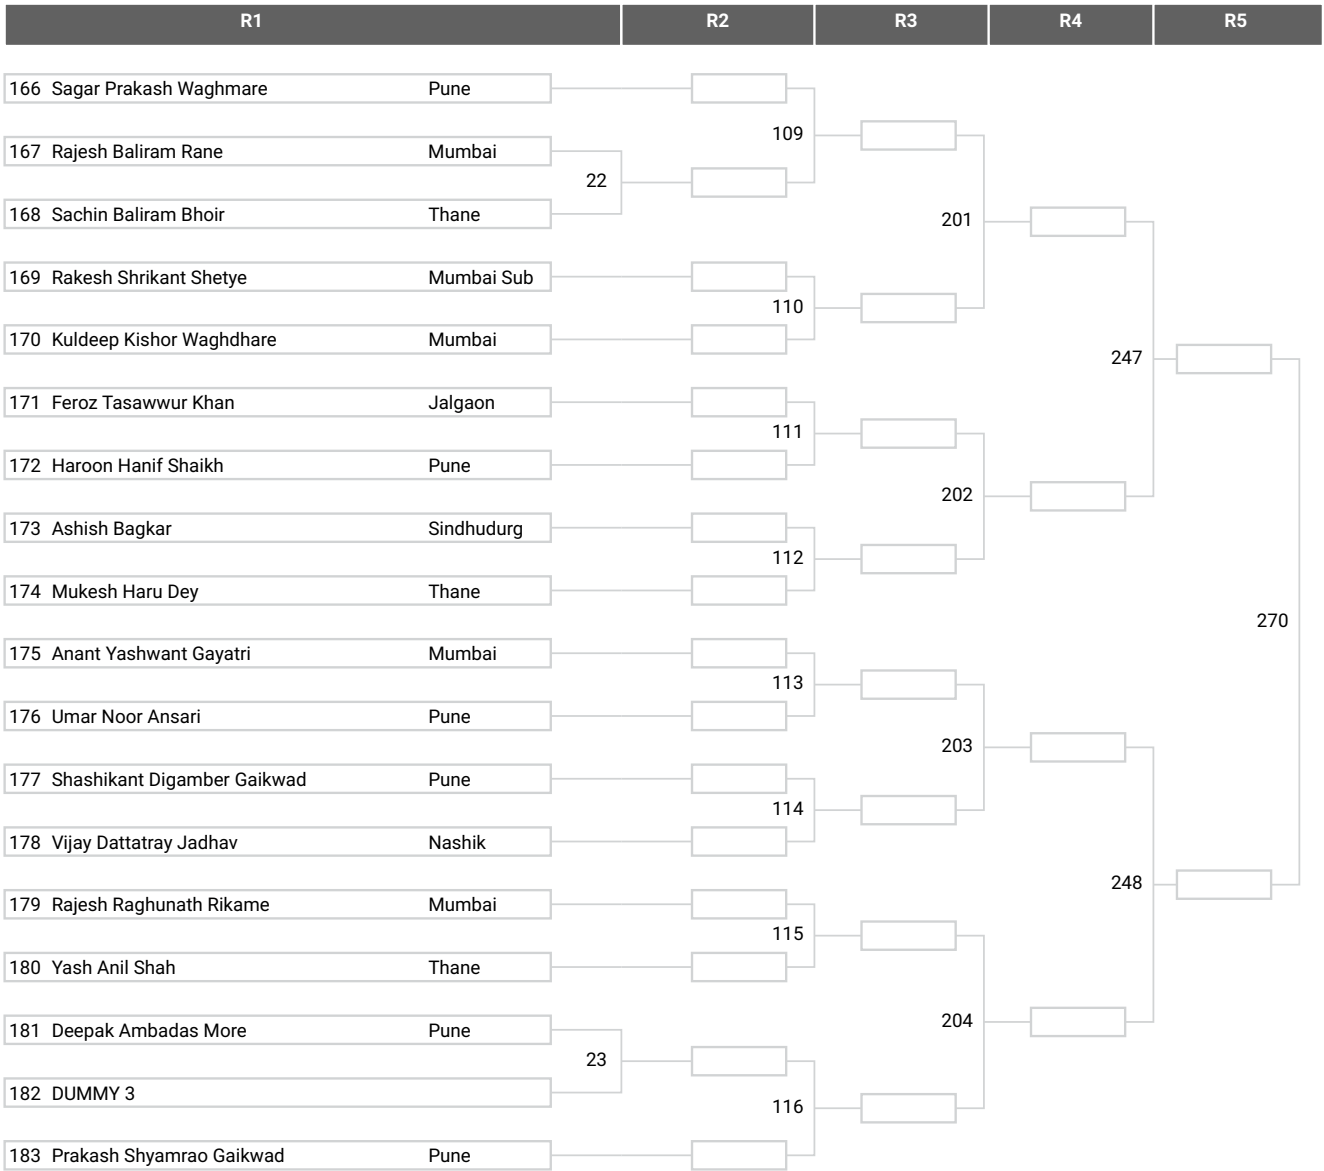 R1 R2 R3 R4 R5
166 Sagar Prakash Waghmare Pune
109
167 Rajesh Baliram Rane Mumbai
22
168 Sachin Baliram Bhoir Thane
201
169 Rakesh Shrikant Shetye Mumbai Sub
110
170 Kuldeep Kishor Waghdhare Mumbai
247
171 Feroz Tasawwur Khan Jalgaon
111
172 Haroon Hanif Shaikh Pune
202
173 Ashish Bagkar Sindhudurg
112
174 Mukesh Haru Dey Thane
270
175 Anant Yashwant Gayatri Mumbai
113
176 Umar Noor Ansari Pune
203
177 Shashikant Digamber Gaikwad Pune
114
178 Vijay Dattatray Jadhav Nashik
248
179 Rajesh Raghunath Rikame Mumbai
115
180 Yash Anil Shah Thane
204
181 Deepak Ambadas More Pune
23
182 DUMMY 3
116
183 Prakash Shyamrao Gaikwad Pune